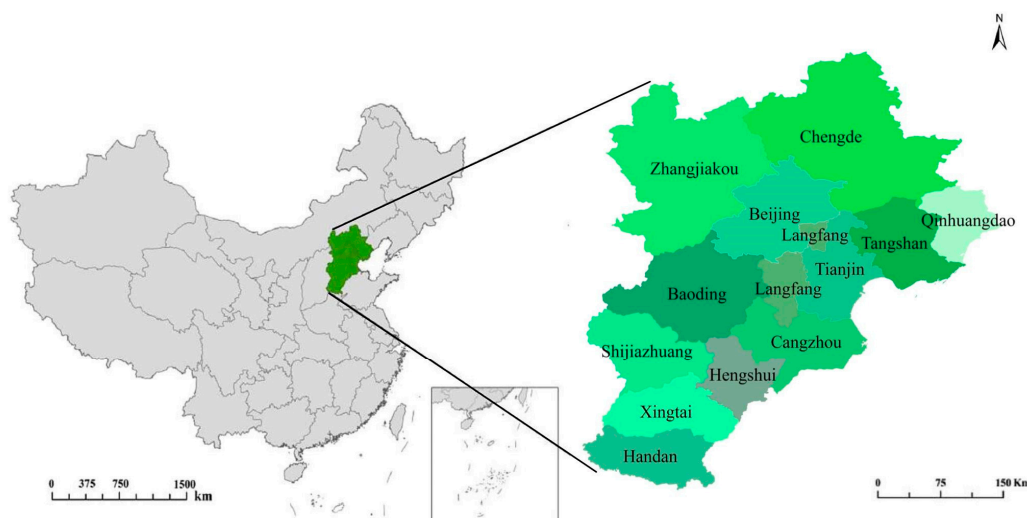 N
Chengde
Zhangjiakou
Beijing
Qinhuangdao
Langfang
Tangshan
Tianjin
Langfang
Baoding
Cangzhou
Shijiazhuang
Hengshui
Xingtai
Handan
0 375 750 1500
km
0 75 150 Km